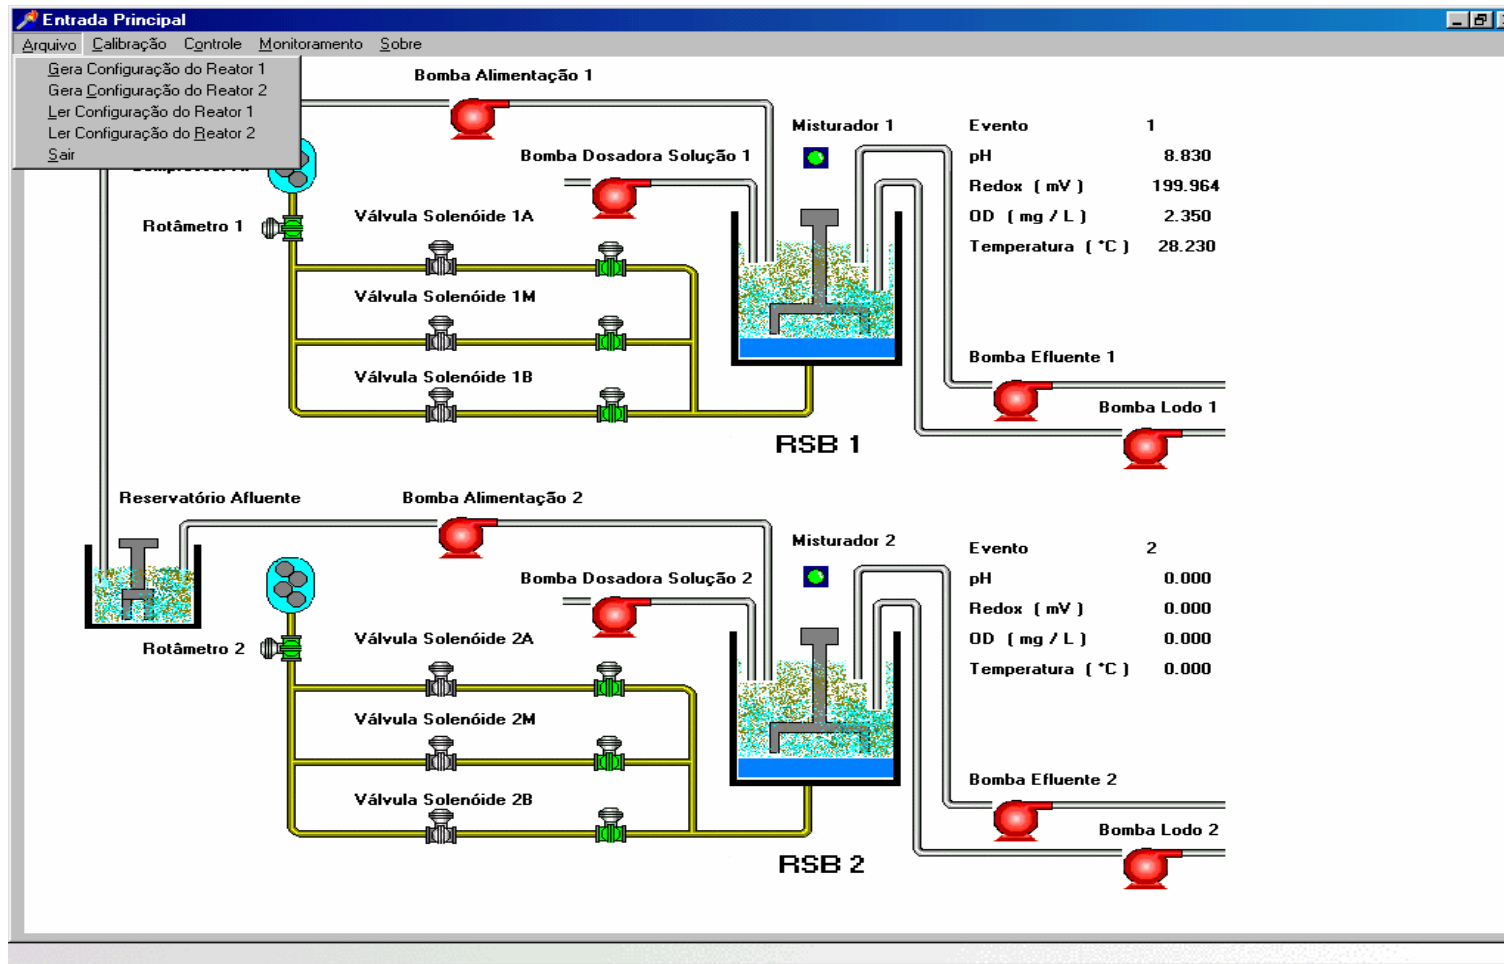 Entrada Principal
Arquivo Calibração Controle Monitoramento Sobre
Gera Configuração do Reator 1
Gera Configuração do Reator 2
Ler Configuração do Reator 1
Ler Configuração do Reator 2
Sair
Bomba Alimentação 1
Misturador 1
Bomba Dosadora Solução 1
Evento 1
pH 8.830
Redox ( mV ) 199.964
OD ( mg / L ) 2.350
Temperatura ( °C ) 28.230
Rotâmetro 1
Válvula Solenóide 1A
Válvula Solenóide 1M
Válvula Solenóide 1B
Bomba Efluente 1
Bomba Lodo 1
RSB 1
Reservatório Afluente
Bomba Alimentação 2
Misturador 2
Bomba Dosadora Solução 2
Evento 2
pH 0.000
Redox ( mV ) 0.000
OD ( mg / L ) 0.000
Temperatura ( °C ) 0.000
Rotâmetro 2
Válvula Solenóide 2A
Válvula Solenóide 2M
Válvula Solenóide 2B
Bomba Efluente 2
Bomba Lodo 2
RSB 2